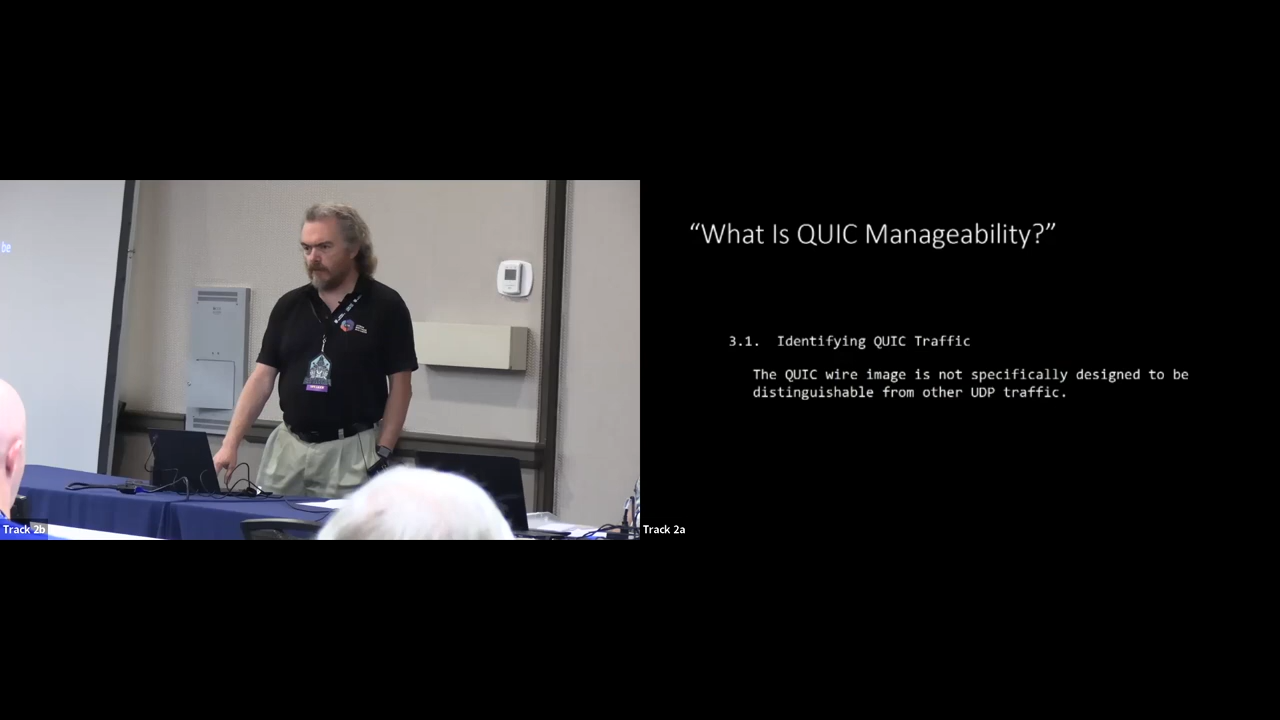 be
“What Is QUIC Manageability?”
3.1. Identifying QUIC Traffic
The QUIC wire image is not specifically designed to be
distinguishable from other UDP traffic.
Track 2b
Track 2a